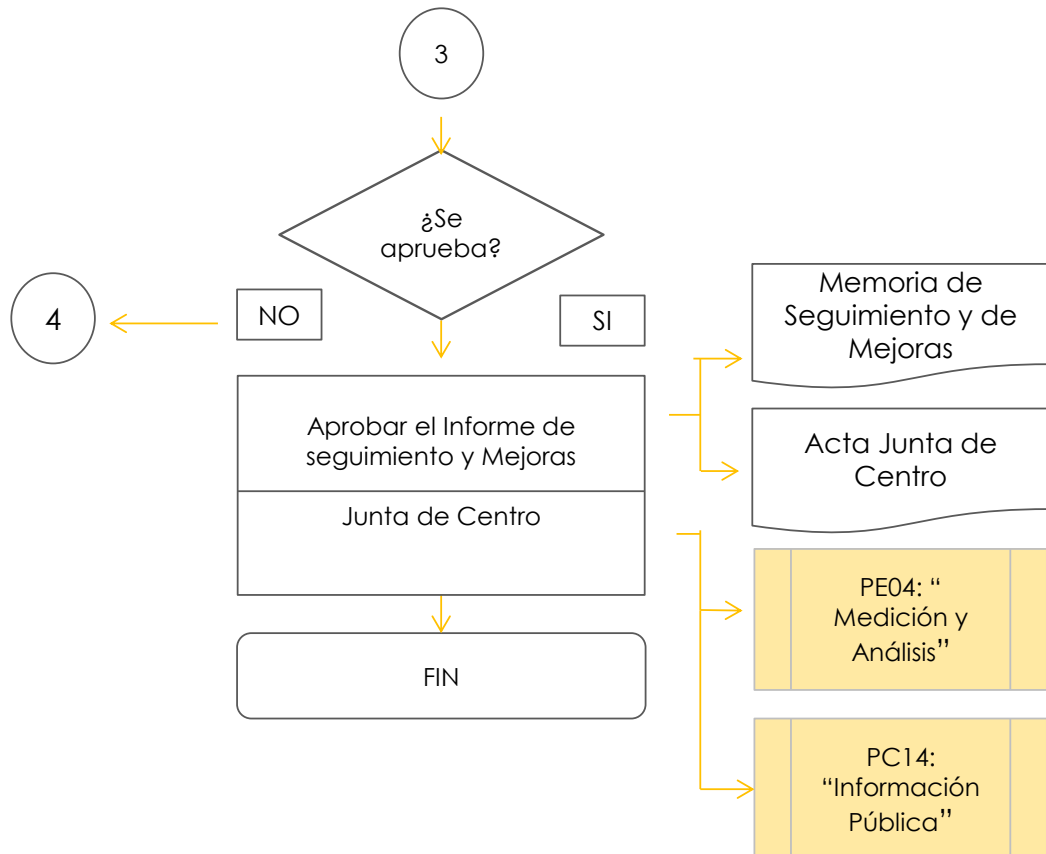 3
¿Se
aprueba?
4
NO
SI
Memoria de
Seguimiento y de
Mejoras
Aprobar el Informe de
seguimiento y Mejoras
Acta Junta de
Centro
Junta de Centro
PE04: “
Medición y
Análisis”
FIN
PC14:
“Información
Pública”